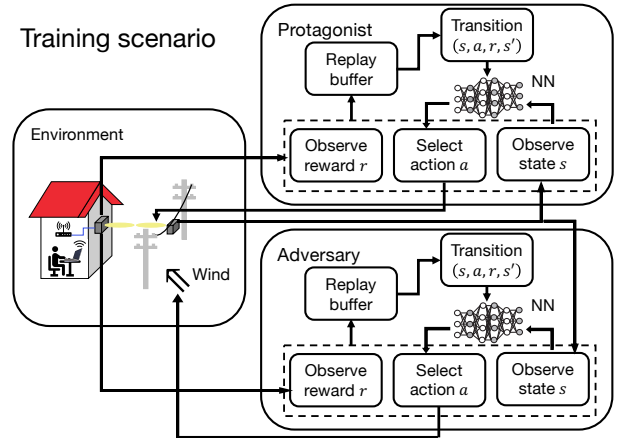 Training scenario
Protagonist
Transition
(s, a, r, s′)
Replay
buffer
NN
Observe
reward r
Select
action a
Observe
state s
Environment
Wind
Adversary
Transition
(s, a, r, s′)
Replay
buffer
NN
Observe
reward r
Select
action a
Observe
state s